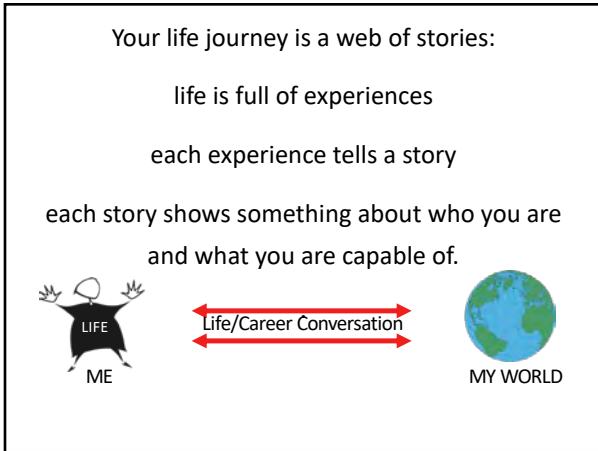 Your life journey is a web of stories:
life is full of experiences
each experience tells a story
each story shows something about who you are
and what you are capable of.
LIFE
Life/Career Conversation
ME
MY WORLD